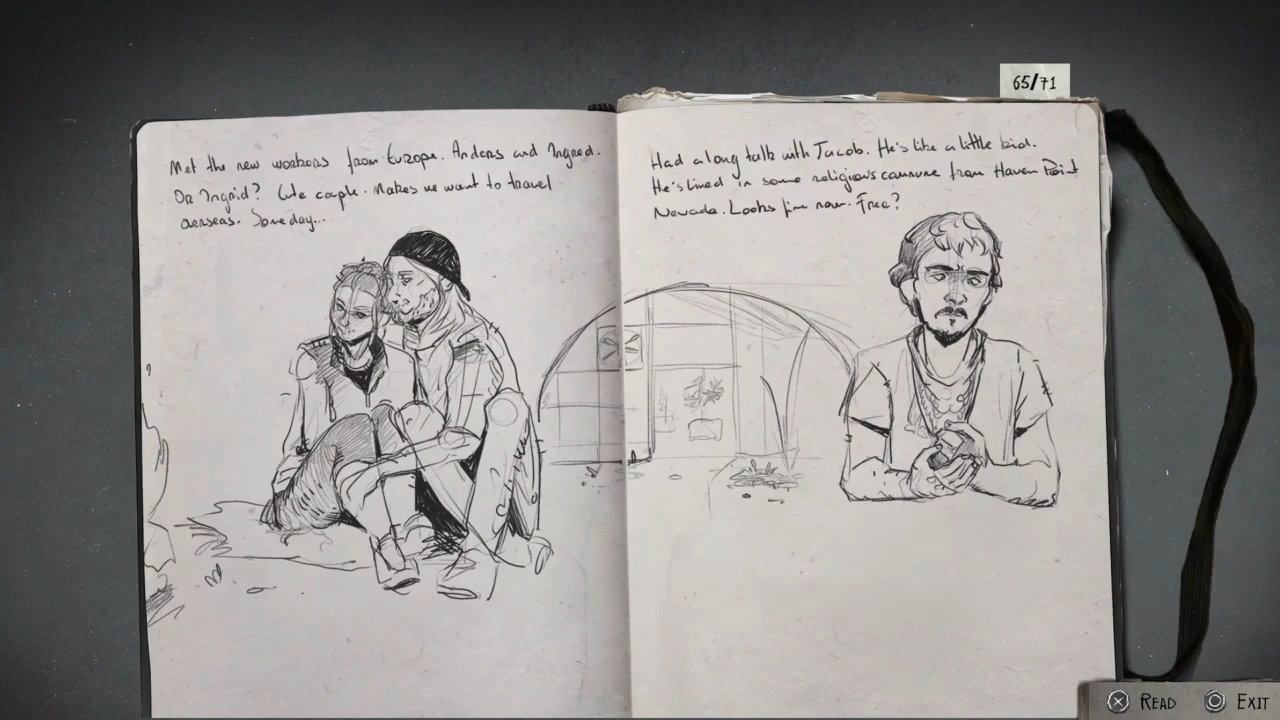 65/71
Met the new workers from Europe. Anders and Ingred.
Or Ingrid? Cute couple. Makes me want to travel
overseas. Someday...
Had a long talk with Jacob. He's like a little kid.
He's lived in some religious commune from Haven Point
Nevada. Looks fine now. Free?
READ
EXIT